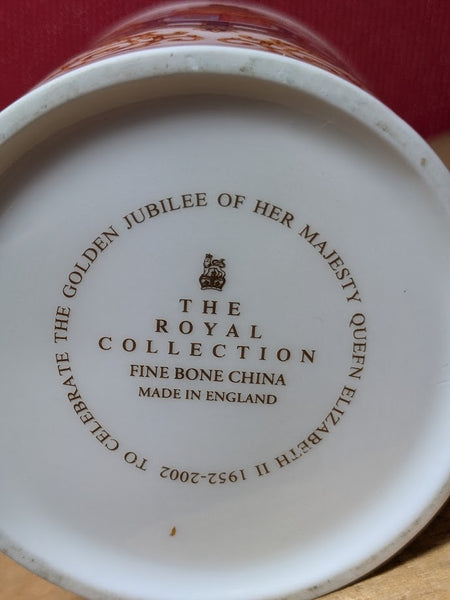 TO CELEBRATE THE GOLDEN JUBILEE OF HER MAJESTY QUEEN ELIZABETH II 1952-2002
THE
ROYAL
COLLECTION
FINE BONE CHINA
MADE IN ENGLAND